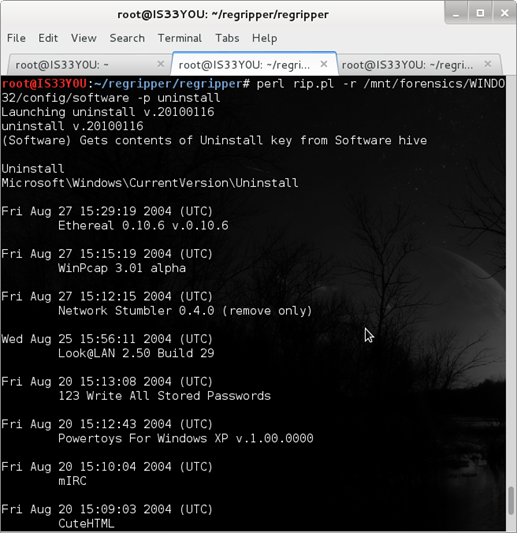 root@IS33YOU: ~/regripper/regripper
File Edit View Search Terminal Tabs Help
root@IS33YOU: ~ × root@IS33YOU: ~/regri... × root@IS33YOU: ~/regri... ×
root@IS33YOU:~/regripper/regripper# perl rip.pl -r /mnt/forensics/WINDO
32/config/software -p uninstall
Launching uninstall v.20100116
uninstall v.20100116
(Software) Gets contents of Uninstall key from Software hive
Uninstall
Microsoft\Windows\CurrentVersion\Uninstall
Fri Aug 27 15:29:19 2004 (UTC)
Ethereal 0.10.6 v.0.10.6
Fri Aug 27 15:15:19 2004 (UTC)
WinPcap 3.01 alpha
Fri Aug 27 15:12:15 2004 (UTC)
Network Stumbler 0.4.0 (remove only)
Wed Aug 25 15:56:11 2004 (UTC)
Look@LAN 2.50 Build 29
Fri Aug 20 15:13:08 2004 (UTC)
123 Write All Stored Passwords
Fri Aug 20 15:12:43 2004 (UTC)
Powertoys For Windows XP v.1.00.0000
Fri Aug 20 15:10:04 2004 (UTC)
mIRC
Fri Aug 20 15:09:03 2004 (UTC)
CuteHTML